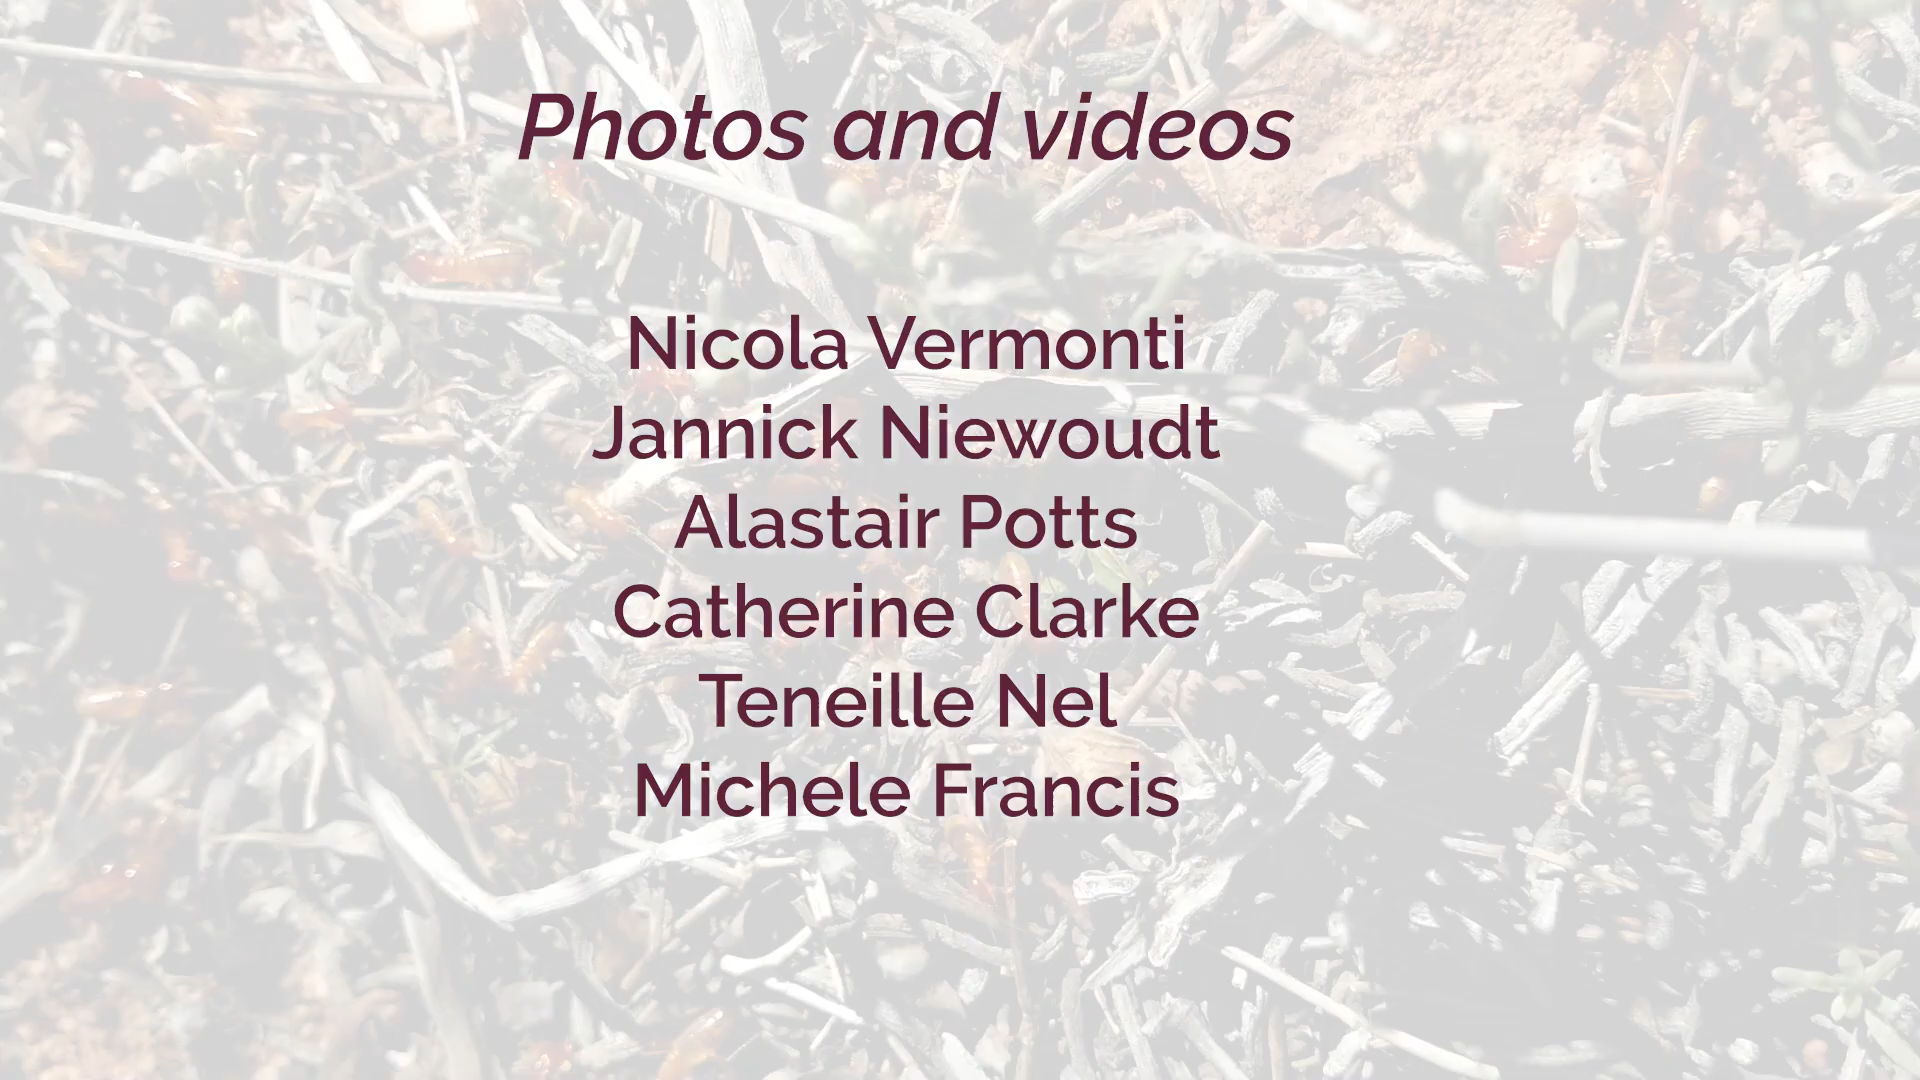 Photos and videos
Nicola Vermonti
Jannick Niewoudt
Alastair Potts
Catherine Clarke
Teneille Nel
Michele Francis